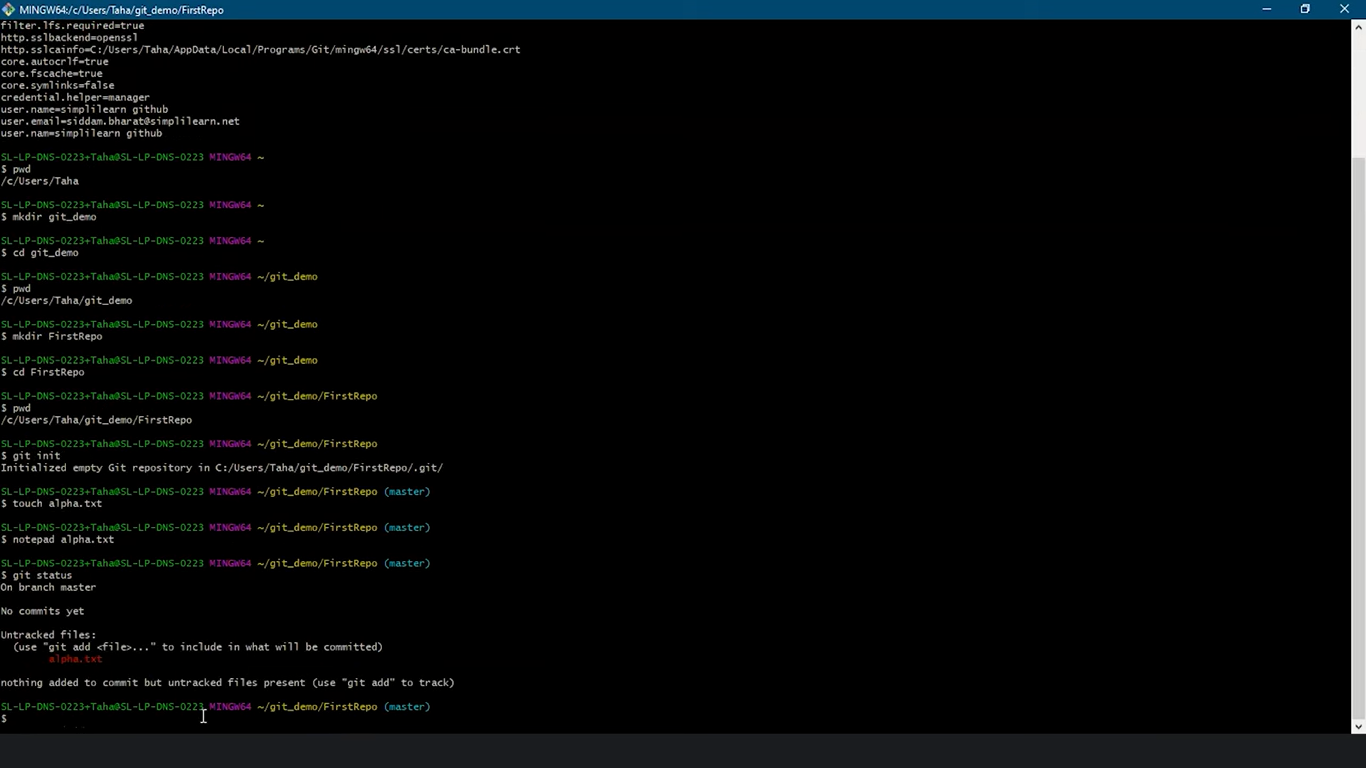 MINGW64:/c/Users/Taha/git_demo/FirstRepo
filter.lfs.required=true
http.sslbackend=openssl
http.sslcainfo=C:/Users/Taha/AppData/Local/Programs/Git/mingw64/ssl/certs/ca-bundle.crt
core.autocrlf=true
core.fscache=true
core.symlinks=false
credential.helper=manager
user.name=simplilearn github
user.email=siddam.bharat@simplilearn.net
user.nam=simplilearn github
SL-LP-DNS-0223+Taha@SL-LP-DNS-0223 MINGW64 ~
$ pwd
/c/Users/Taha
SL-LP-DNS-0223+Taha@SL-LP-DNS-0223 MINGW64 ~
$ mkdir git_demo
SL-LP-DNS-0223+Taha@SL-LP-DNS-0223 MINGW64 ~
$ cd git_demo
SL-LP-DNS-0223+Taha@SL-LP-DNS-0223 MINGW64 ~/git_demo
$ pwd
/c/Users/Taha/git_demo
SL-LP-DNS-0223+Taha@SL-LP-DNS-0223 MINGW64 ~/git_demo
$ mkdir FirstRepo
SL-LP-DNS-0223+Taha@SL-LP-DNS-0223 MINGW64 ~/git_demo
$ cd FirstRepo
SL-LP-DNS-0223+Taha@SL-LP-DNS-0223 MINGW64 ~/git_demo/FirstRepo
$ pwd
/c/Users/Taha/git_demo/FirstRepo
SL-LP-DNS-0223+Taha@SL-LP-DNS-0223 MINGW64 ~/git_demo/FirstRepo
$ git init
Initialized empty Git repository in C:/Users/Taha/git_demo/FirstRepo/.git/
SL-LP-DNS-0223+Taha@SL-LP-DNS-0223 MINGW64 ~/git_demo/FirstRepo (master)
$ touch alpha.txt
SL-LP-DNS-0223+Taha@SL-LP-DNS-0223 MINGW64 ~/git_demo/FirstRepo (master)
$ notepad alpha.txt
SL-LP-DNS-0223+Taha@SL-LP-DNS-0223 MINGW64 ~/git_demo/FirstRepo (master)
$ git status
On branch master
No commits yet
Untracked files:
(use "git add <file>..." to include in what will be committed)
alpha.txt
nothing added to commit but untracked files present (use "git add" to track)
SL-LP-DNS-0223+Taha@SL-LP-DNS-0223 MINGW64 ~/git_demo/FirstRepo (master)
$